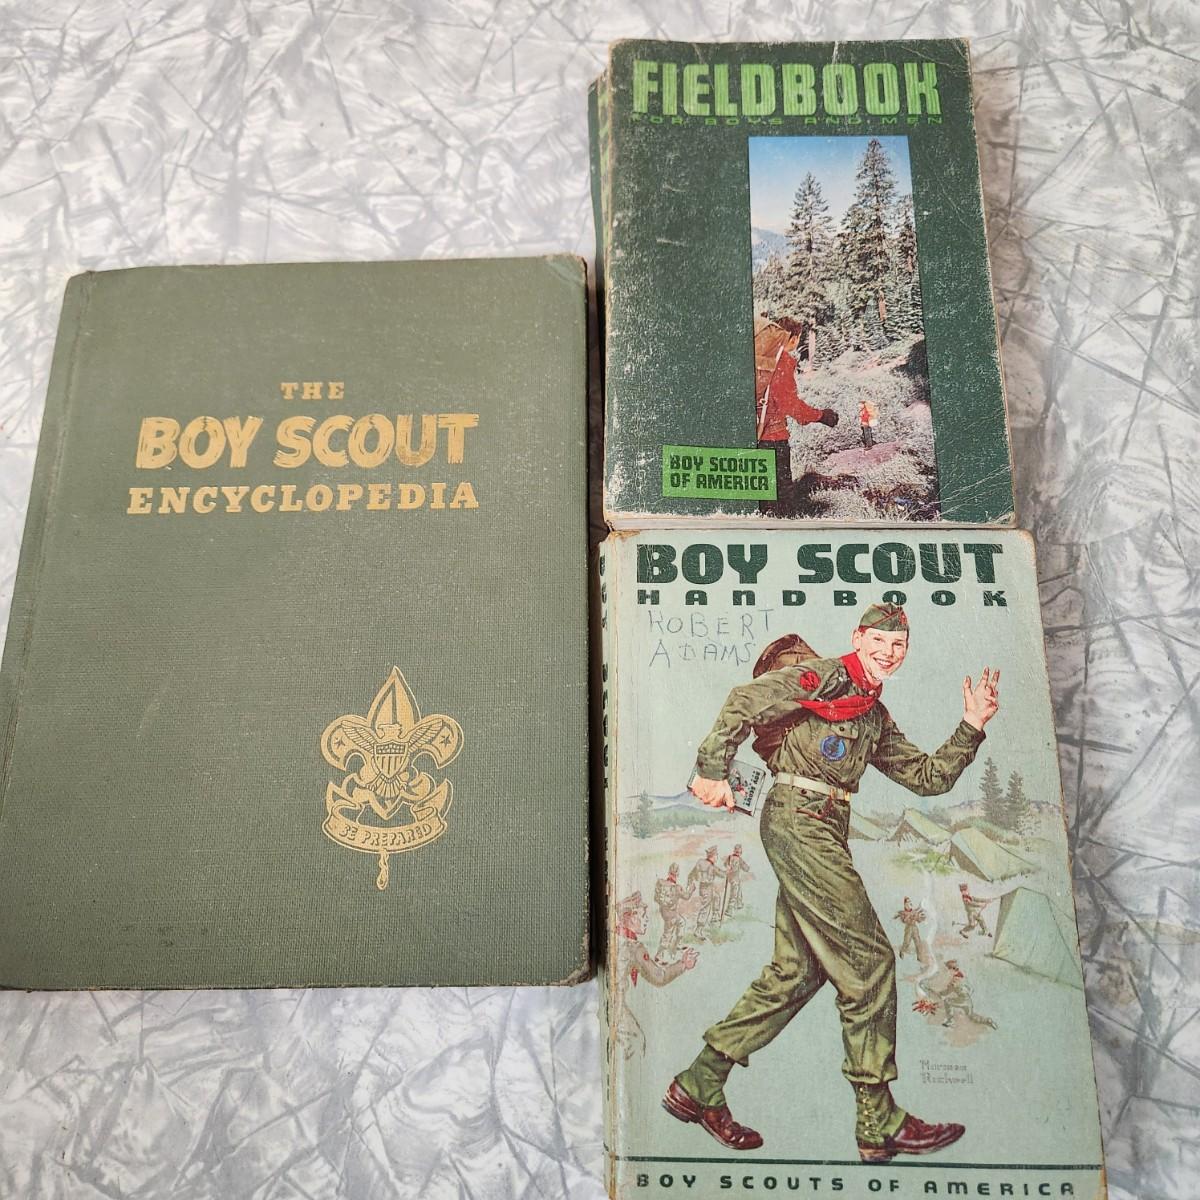 THE
BOY SCOUT
ENCYCLOPEDIA
BE PREPARED
FIELDBOOK
FOR BOYS AND MEN
BOY SCOUTS
OF AMERICA
BOY SCOUT
HANDBOOK
ROBERT
ADAMS
Norman
Rockwell
BOY SCOUTS OF AMERICA